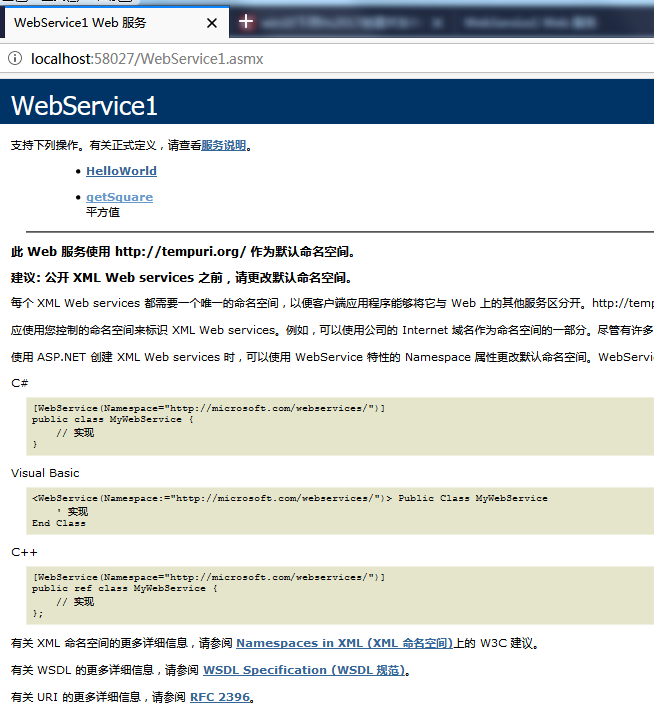 WebService1 Web 服务
localhost:58027/WebService1.asmx
WebService1
支持下列操作。有关正式定义，请查看服务说明。
HelloWorld
getSquare
平方值
此 Web 服务使用 http://tempuri.org/ 作为默认命名空间。
建议: 公开 XML Web services 之前，请更改默认命名空间。
每个 XML Web services 都需要一个唯一的命名空间，以便客户端应用程序能够将它与 Web 上的其他服务区分开。http://temp
应使用您控制的命名空间来标识 XML Web services。例如，可以使用公司的 Internet 域名作为命名空间的一部分。尽管有许多
使用 ASP.NET 创建 XML Web services 时，可以使用 WebService 特性的 Namespace 属性更改默认命名空间。WebServi
C#
[WebService(Namespace="http://microsoft.com/webservices/")]
public class MyWebService {
// 实现
}
Visual Basic
<WebService(Namespace:="http://microsoft.com/webservices/")> Public Class MyWebService
' 实现
End Class
C++
[WebService(Namespace="http://microsoft.com/webservices/")]
public ref class MyWebService {
// 实现
};
有关 XML 命名空间的更多详细信息，请参阅 Namespaces in XML (XML 命名空间)上的 W3C 建议。
有关 WSDL 的更多详细信息，请参阅 WSDL Specification (WSDL 规范)。
有关 URI 的更多详细信息，请参阅 RFC 2396。